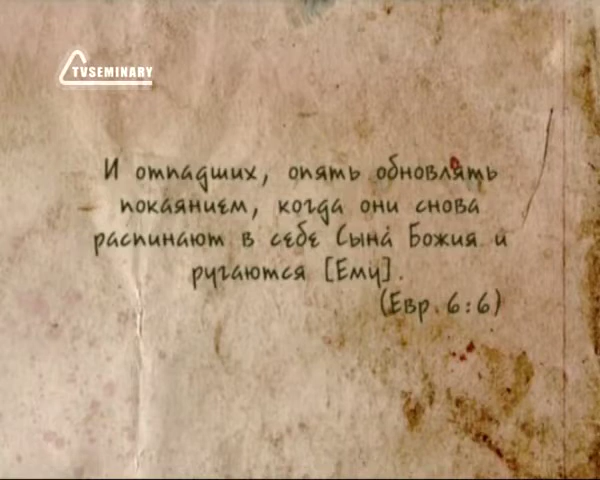 TVSEMINARY
И отпадших, опять обновлять
покаянием, когда они снова
распинают в себе Сына Божия и
ругаются [Ему].
(Евр. 6:6)